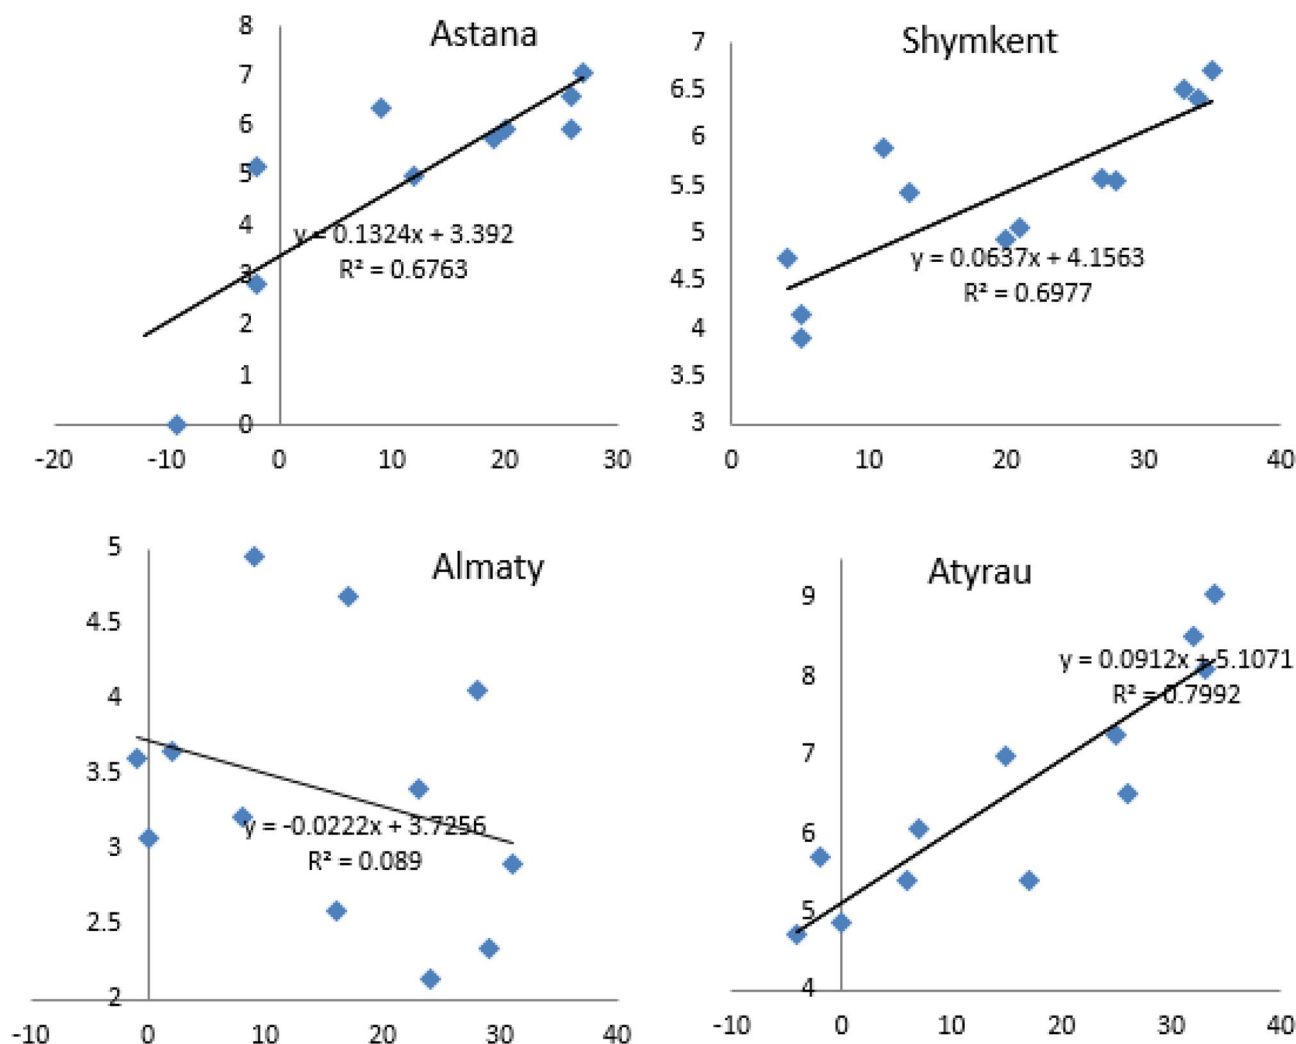 Astana
8
7
6
5
4
3
2
1
0
y = 0.1324x + 3.392
R² = 0.6763
-20 -10 0 10 20 30
Shymkent
7
6.5
6
5.5
5
4.5
4
3.5
3
y = 0.0637x + 4.1563
R² = 0.6977
0 10 20 30 40
Almaty
5
4.5
4
3.5
3
2.5
2
y = -0.0222x + 3.7256
R² = 0.089
-10 0 10 20 30 40
Atyrau
9
8
7
6
5
4
y = 0.0912x + 5.1071
R² = 0.7992
-10 0 10 20 30 40